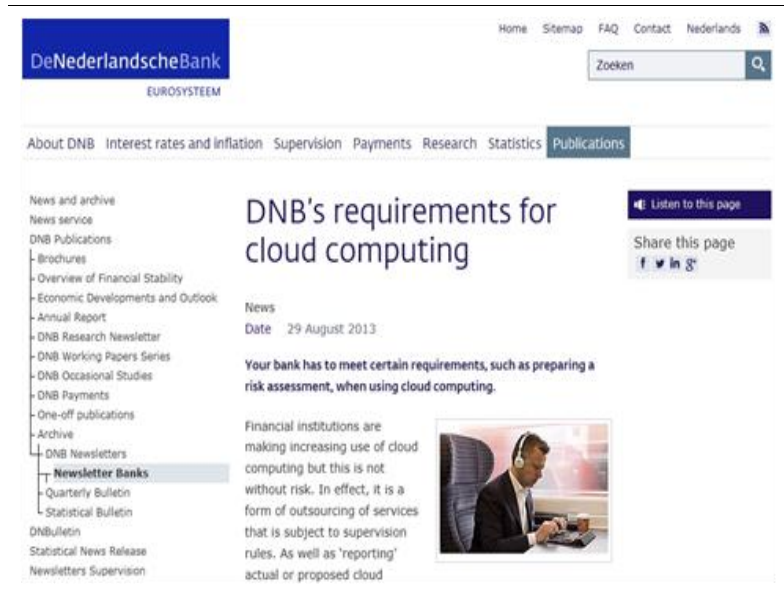 Home Sitemap FAQ Contact Nederlands
DeNederlandscheBank
EUROSYSTEEM
Zoeken
About DNB Interest rates and inflation Supervision Payments Research Statistics Publications
News and archive
News service
DNB Publications
Brochures
Overview of Financial Stability
Economic Developments and Outlook
Annual Report
DNB Research Newsletter
DNB Working Papers Series
DNB Occasional Studies
DNB Payments
One-off publications
Archive
DNB Newsletters
Newsletter Banks
Quarterly Bulletin
Statistical Bulletin
DNBulletin
Statistical News Release
Newsletters Supervision
DNB's requirements for
cloud computing
News
Date 29 August 2013
Your bank has to meet certain requirements, such as preparing a
risk assessment, when using cloud computing.
Financial institutions are
making increasing use of cloud
computing but this is not
without risk. In effect, it is a
form of outsourcing of services
that is subject to supervision
rules. As well as 'reporting'
actual or proposed cloud
Listen to this page
Share this page
f in g+